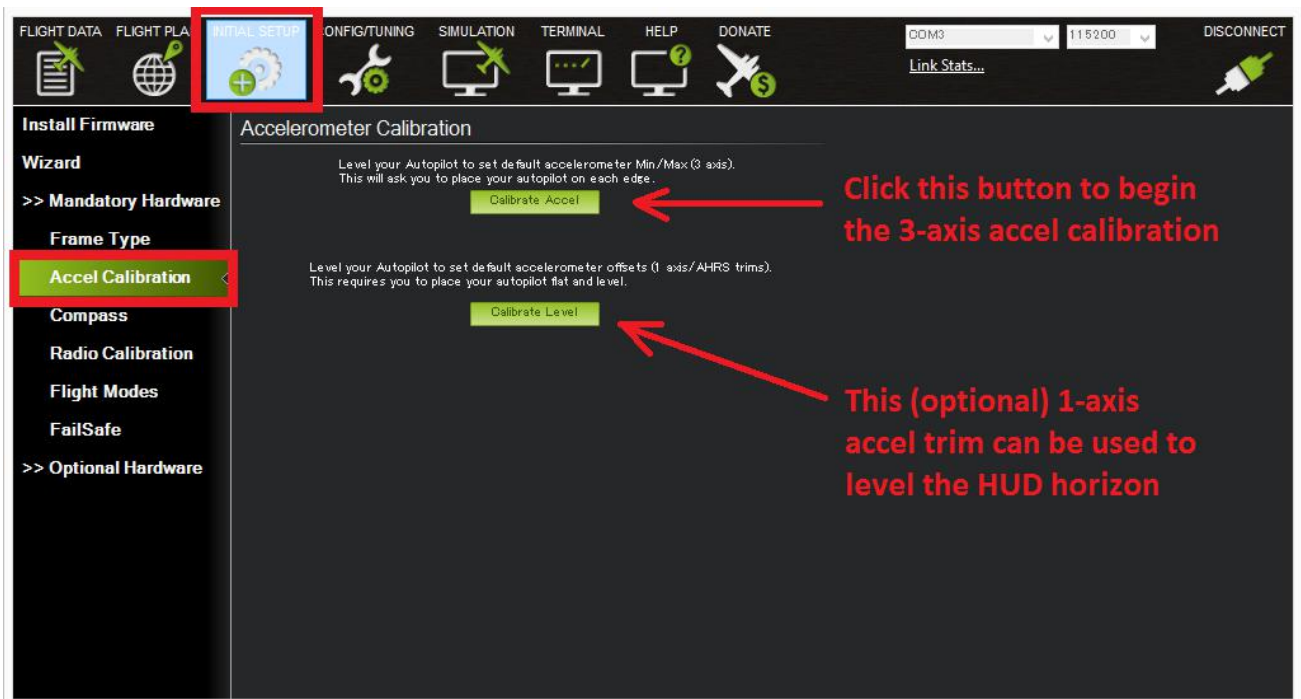 FLIGHT DATA FLIGHT PLA INITIAL SETUP CONFIG/TUNING SIMULATION TERMINAL HELP DONATE COM3 115200 DISCONNECT
Link Stats...
Install Firmware
Accelerometer Calibration
Wizard
Level your Autopilot to set default accelerometer Min/Max (3 axis).
This will ask you to place your autopilot on each edge.
>> Mandatory Hardware
Calibrate Accel
Click this button to begin
the 3-axis accel calibration
Frame Type
Accel Calibration
Level your Autopilot to set default accelerometer offsets (1 axis/AHRS trims).
This requires you to place your autopilot flat and level.
Compass
Calibrate Level
Radio Calibration
Flight Modes
This (optional) 1-axis
accel trim can be used to
level the HUD horizon
FailSafe
>> Optional Hardware